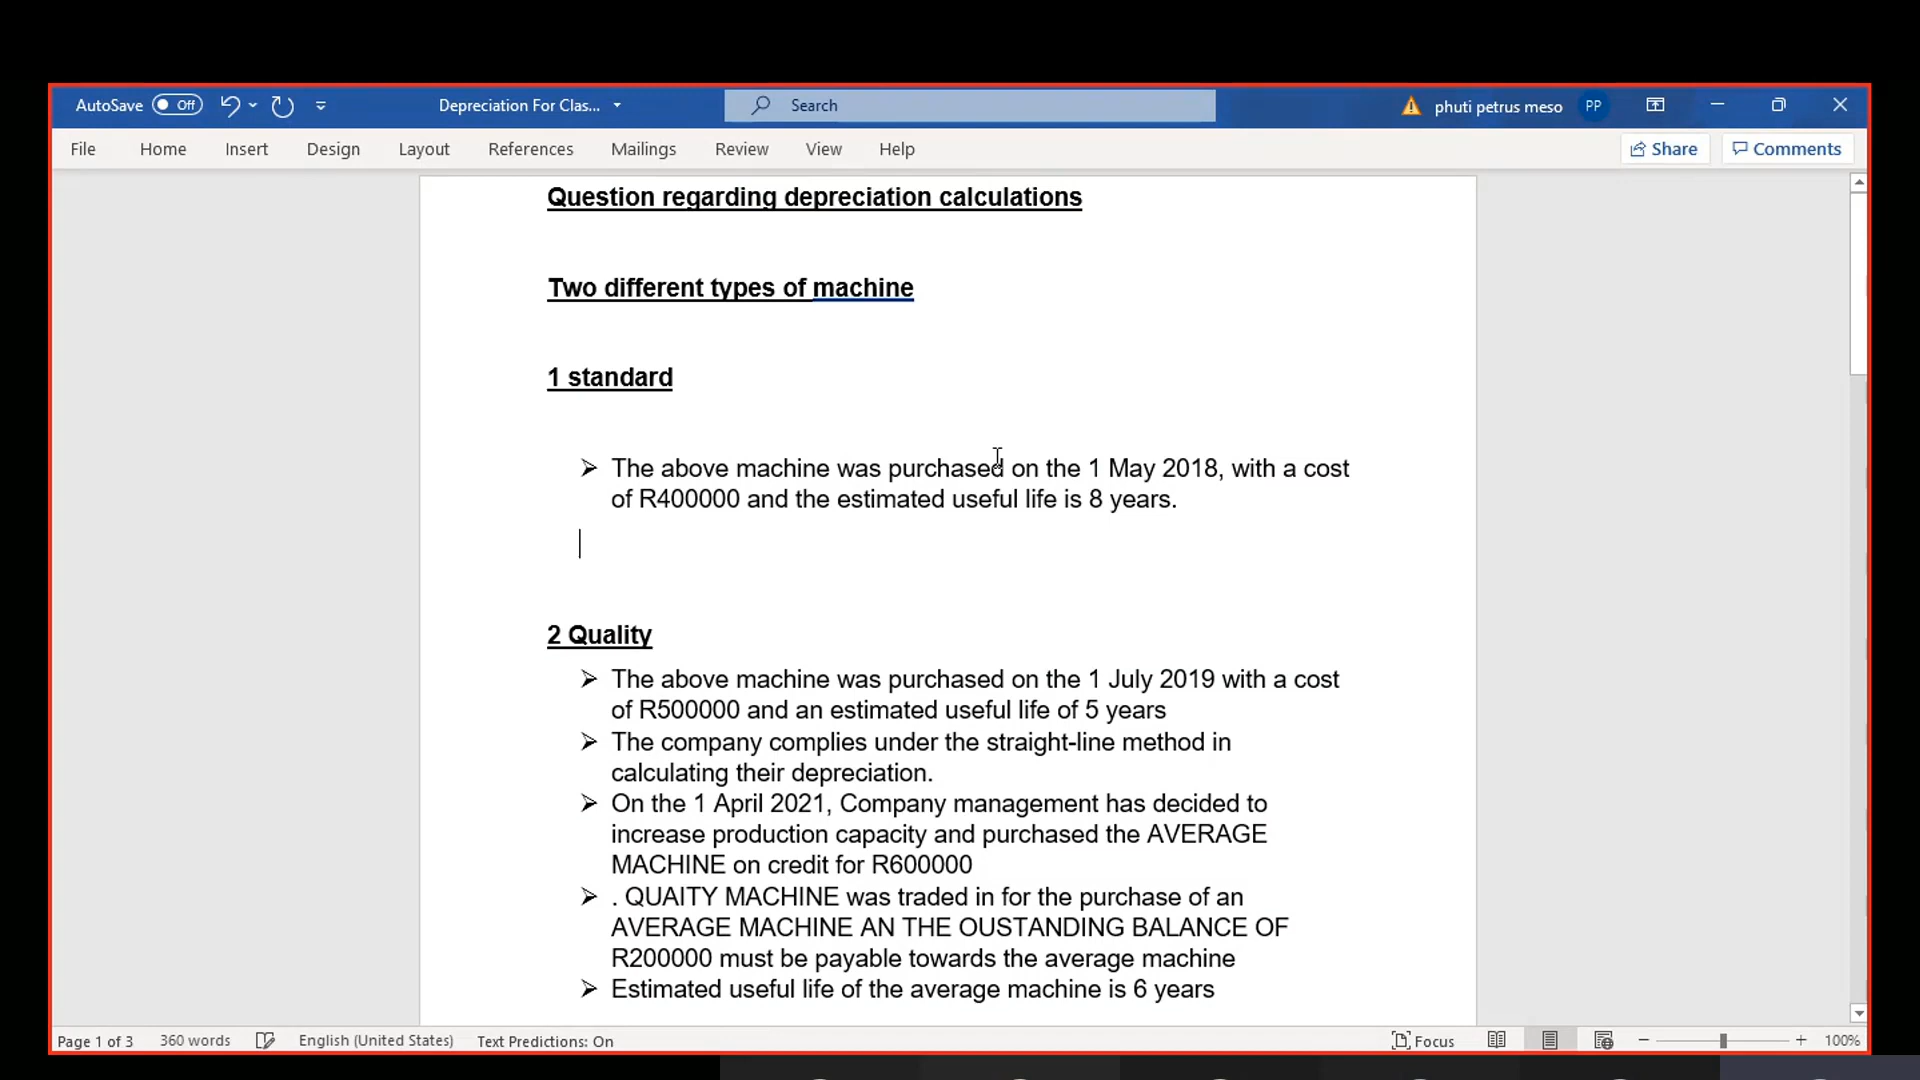 AutoSave Off Depreciation For Clas... Search phuti petrus meso PP
File Home Insert Design Layout References Mailings Review View Help Share Comments
Question regarding depreciation calculations
Two different types of machine
1 standard
➢ The above machine was purchased on the 1 May 2018, with a cost
of R400000 and the estimated useful life is 8 years.
2 Quality
➢ The above machine was purchased on the 1 July 2019 with a cost
of R500000 and an estimated useful life of 5 years
➢ The company complies under the straight-line method in
calculating their depreciation.
➢ On the 1 April 2021, Company management has decided to
increase production capacity and purchased the AVERAGE
MACHINE on credit for R600000
➢ . QUAITY MACHINE was traded in for the purchase of an
AVERAGE MACHINE AN THE OUSTANDING BALANCE OF
R200000 must be payable towards the average machine
➢ Estimated useful life of the average machine is 6 years
Page 1 of 3 360 words English (United States) Text Predictions: On Focus 100%